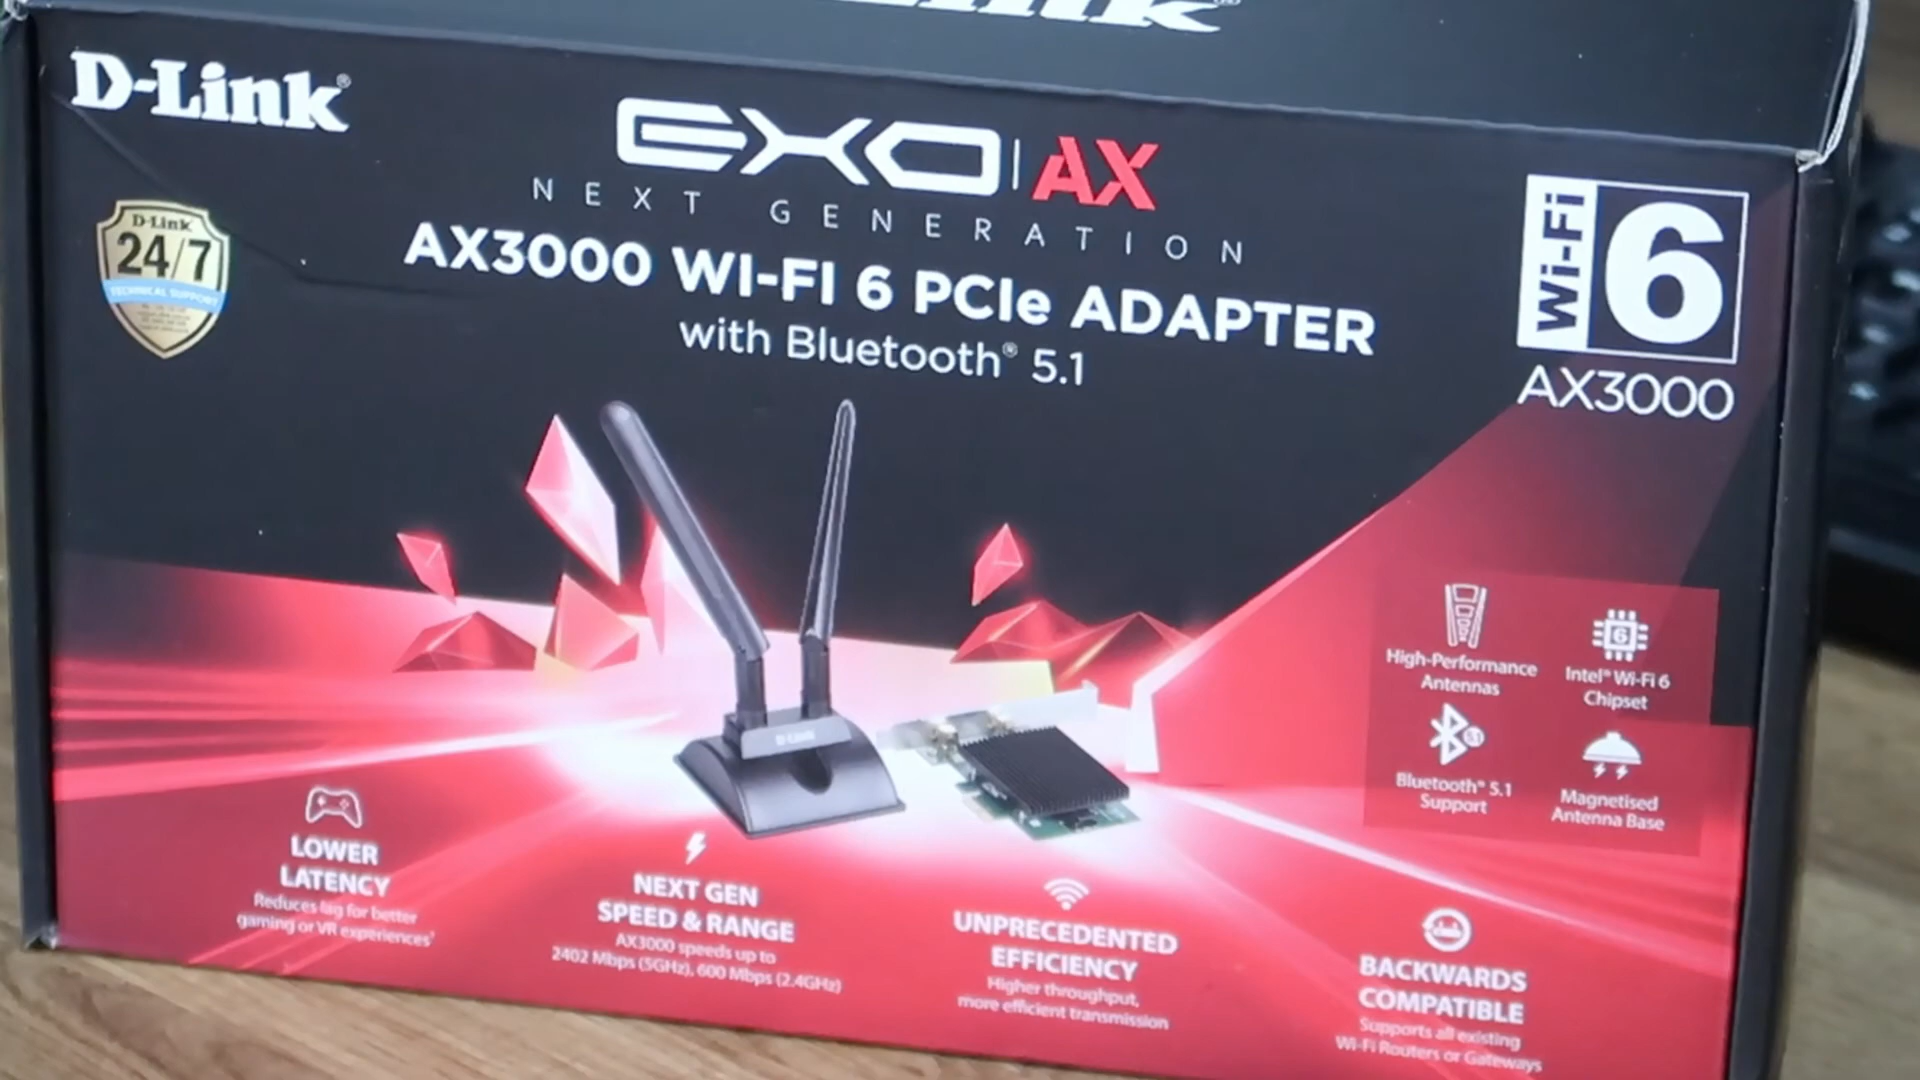 D-Link®
EXO | AX
NEXT GENERATION
AX3000 WI-FI 6 PCIe ADAPTER
with Bluetooth® 5.1
D-Link
24/7
TECHNICAL SUPPORT
Wi-Fi 6
AX3000
D-Link
High-Performance
Antennas
Intel® Wi-Fi 6
Chipset
Bluetooth® 5.1
Support
Magnetised
Antenna Base
LOWER
LATENCY
Reduces lag for better
gaming or VR experiences¹
NEXT GEN
SPEED & RANGE
AX3000 speeds up to
2402 Mbps (5GHz), 600 Mbps (2.4GHz)
UNPRECEDENTED
EFFICIENCY
Higher throughput,
more efficient transmission
BACKWARDS
COMPATIBLE
Supports all existing
Wi-Fi Routers or Gateways